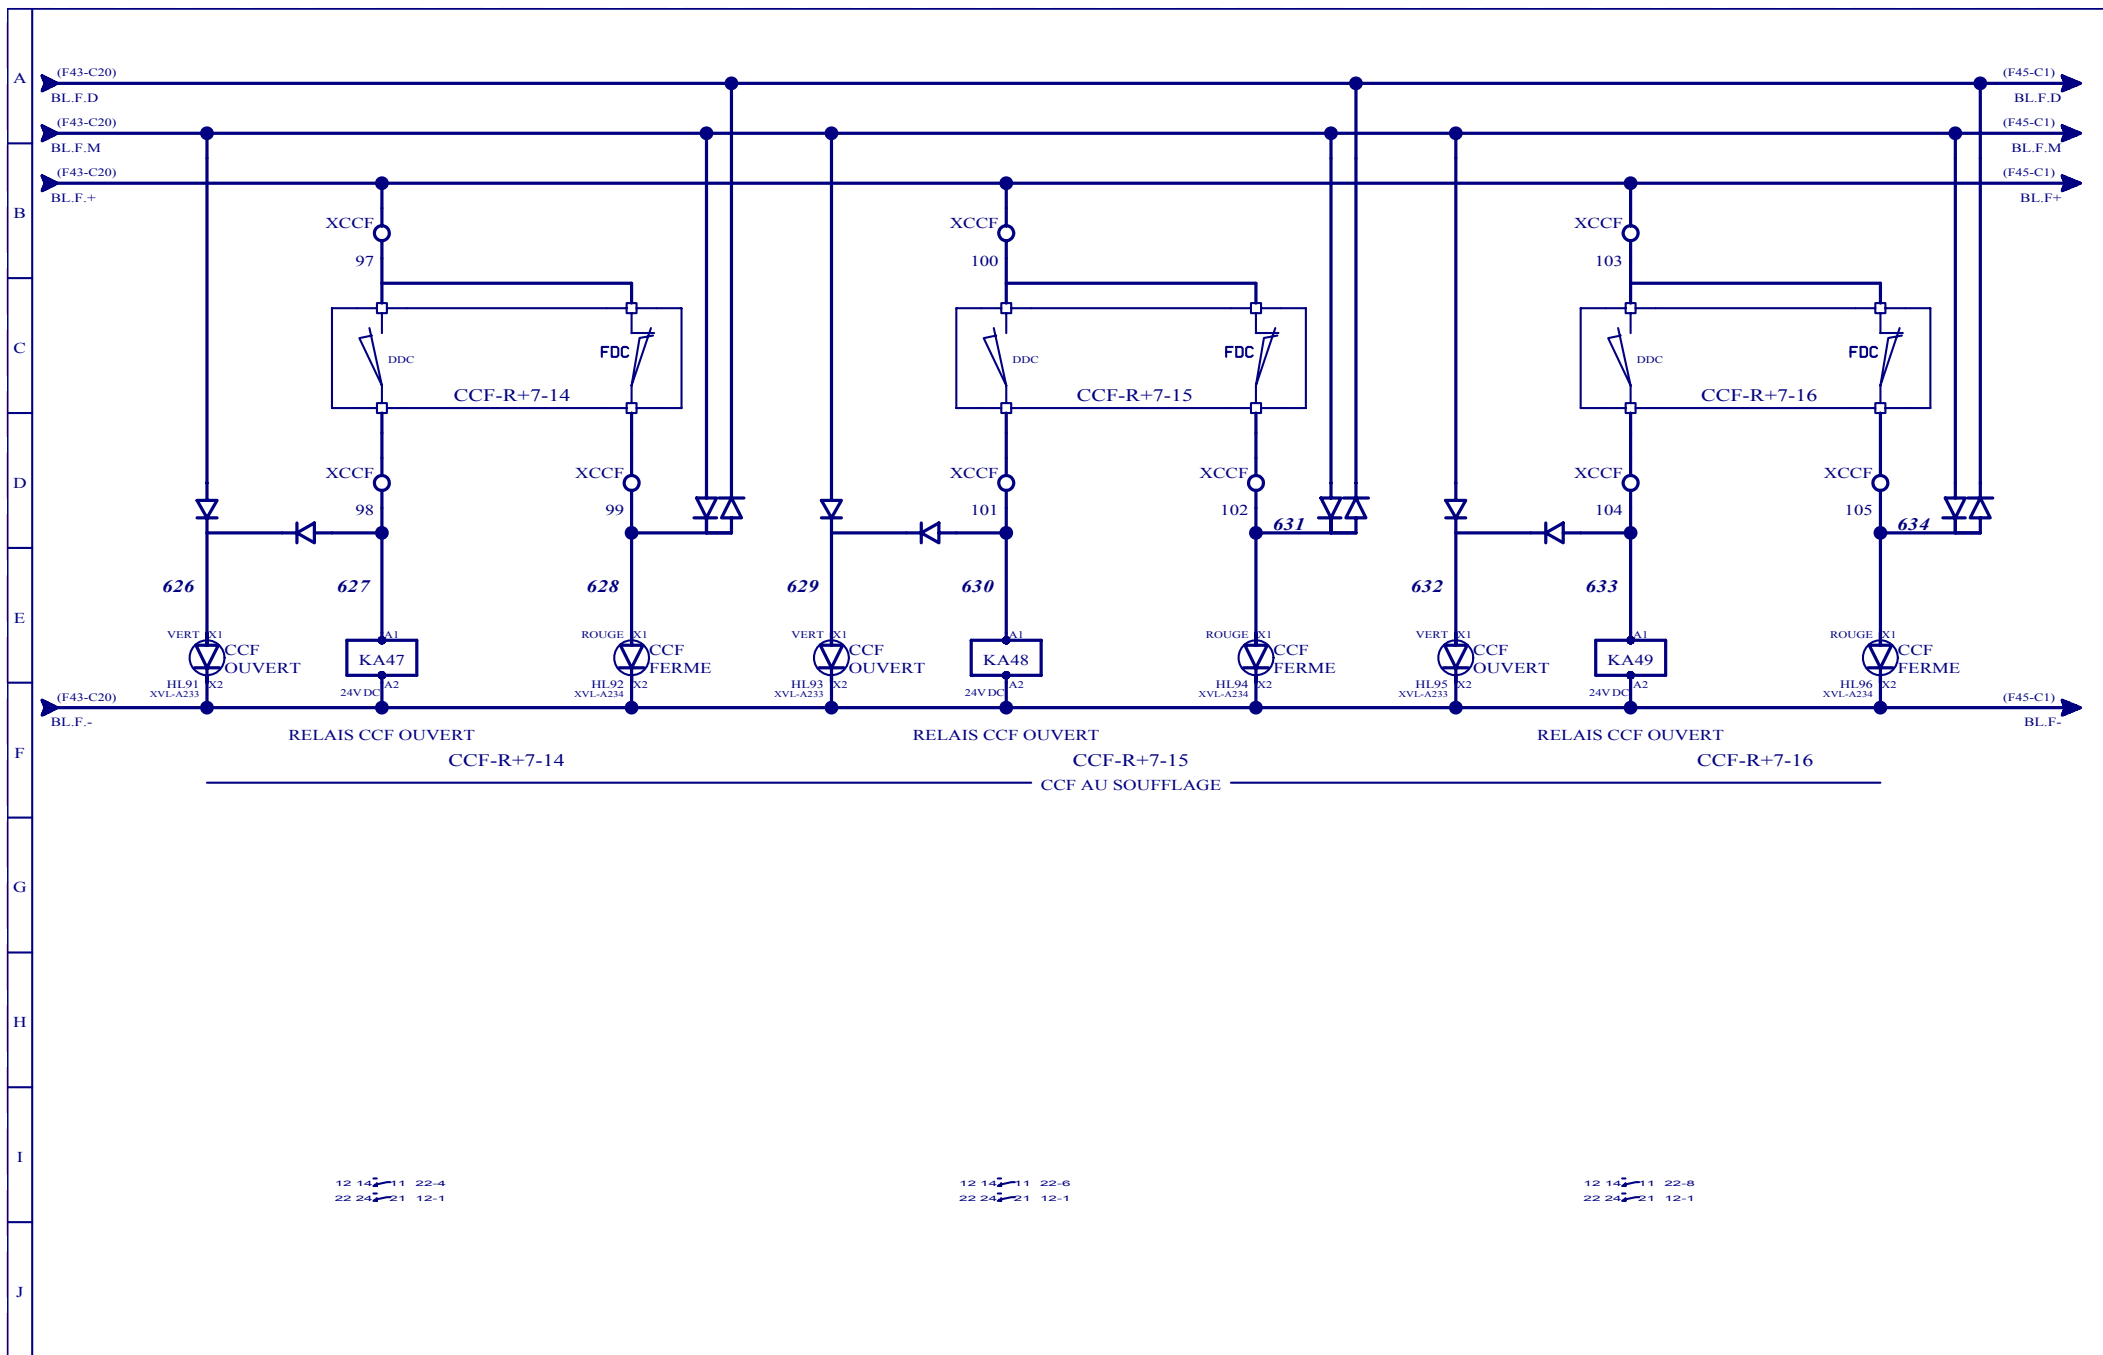 A
(F43-C20)
BL.F.D
(F45-C1)
BL.F.D
(F43-C20)
BL.F.M
(F45-C1)
BL.F.M
(F43-C20)
BL.F.+
(F45-C1)
BL.F+
B
XCCF XCCF XCCF
97 100 103
C
DDC FDC DDC FDC DDC FDC
CCF-R+7-14 CCF-R+7-15 CCF-R+7-16
D
XCCF XCCF XCCF XCCF XCCF XCCF
98 99 101 102 104 105
631 634
626 627 628 629 630 632 633
E
VERT X1 A1 ROUGE X1 VERT X1 A1 ROUGE X1 VERT X1 A1 ROUGE X1
CCF CCF CCF CCF CCF CCF
OUVERT KA47 FERME OUVERT KA48 FERME OUVERT KA49 FERME
HL91 X2 A2 HL92 X2 HL93 X2 A2 HL94 X2 HL95 X2 A2 HL96 X2
XVL-A233 24V DC XVL-A234 XVL-A233 24V DC XVL-A234 XVL-A233 24V DC XVL-A234
(F43-C20)
BL.F.-
(F45-C1)
BL.F-
RELAIS CCF OUVERT RELAIS CCF OUVERT RELAIS CCF OUVERT
F
CCF-R+7-14 CCF-R+7-15 CCF-R+7-16
CCF AU SOUFFLAGE
G
H
I
12 14 11 22-4 12 14 11 22-6 12 14 11 22-8
22 24 21 12-1 22 24 21 12-1 22 24 21 12-1
J